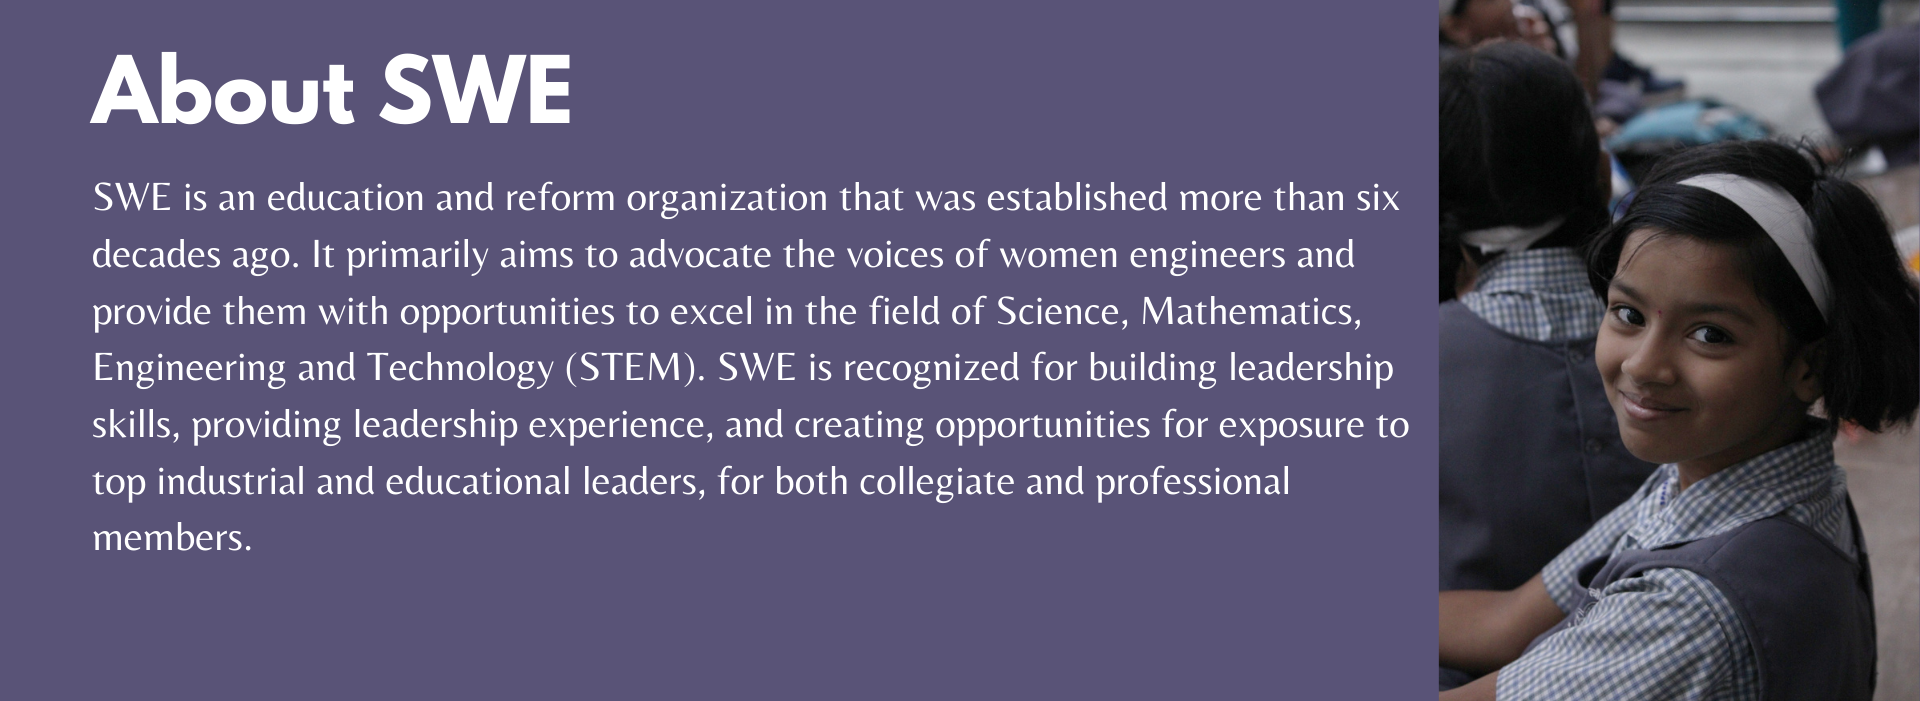 About SWE
SWE is an education and reform organization that was established more than six
decades ago. It primarily aims to advocate the voices of women engineers and
provide them with opportunities to excel in the field of Science, Mathematics,
Engineering and Technology (STEM). SWE is recognized for building leadership
skills, providing leadership experience, and creating opportunities for exposure to
top industrial and educational leaders, for both collegiate and professional
members.